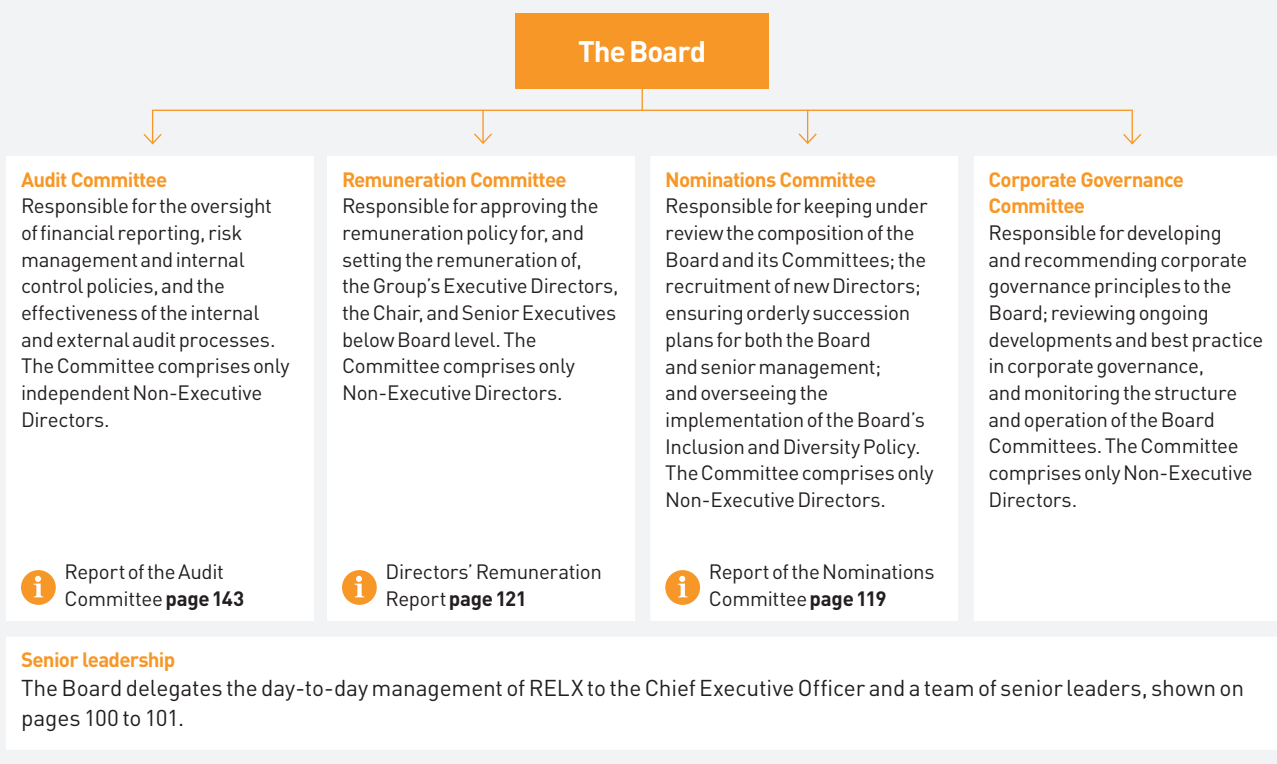 The Board
Audit Committee
Responsible for the oversight
of financial reporting, risk
management and internal
control policies, and the
effectiveness of the internal
and external audit processes.
The Committee comprises only
independent Non-Executive
Directors.
Report of the Audit
Committee page 143
Remuneration Committee
Responsible for approving the
remuneration policy for, and
setting the remuneration of,
the Group's Executive Directors,
the Chair, and Senior Executives
below Board level. The
Committee comprises only
Non-Executive Directors.
Directors' Remuneration
Report page 121
Nominations Committee
Responsible for keeping under
review the composition of the
Board and its Committees; the
recruitment of new Directors;
ensuring orderly succession
plans for both the Board
and senior management;
and overseeing the
implementation of the Board's
Inclusion and Diversity Policy.
The Committee comprises only
Non-Executive Directors.
Report of the Nominations
Committee page 119
Corporate Governance
Committee
Responsible for developing
and recommending corporate
governance principles to the
Board; reviewing ongoing
developments and best practice
in corporate governance,
and monitoring the structure
and operation of the Board
Committees. The Committee
comprises only Non-Executive
Directors.
Senior leadership
The Board delegates the day-to-day management of RELX to the Chief Executive Officer and a team of senior leaders, shown on
pages 100 to 101.